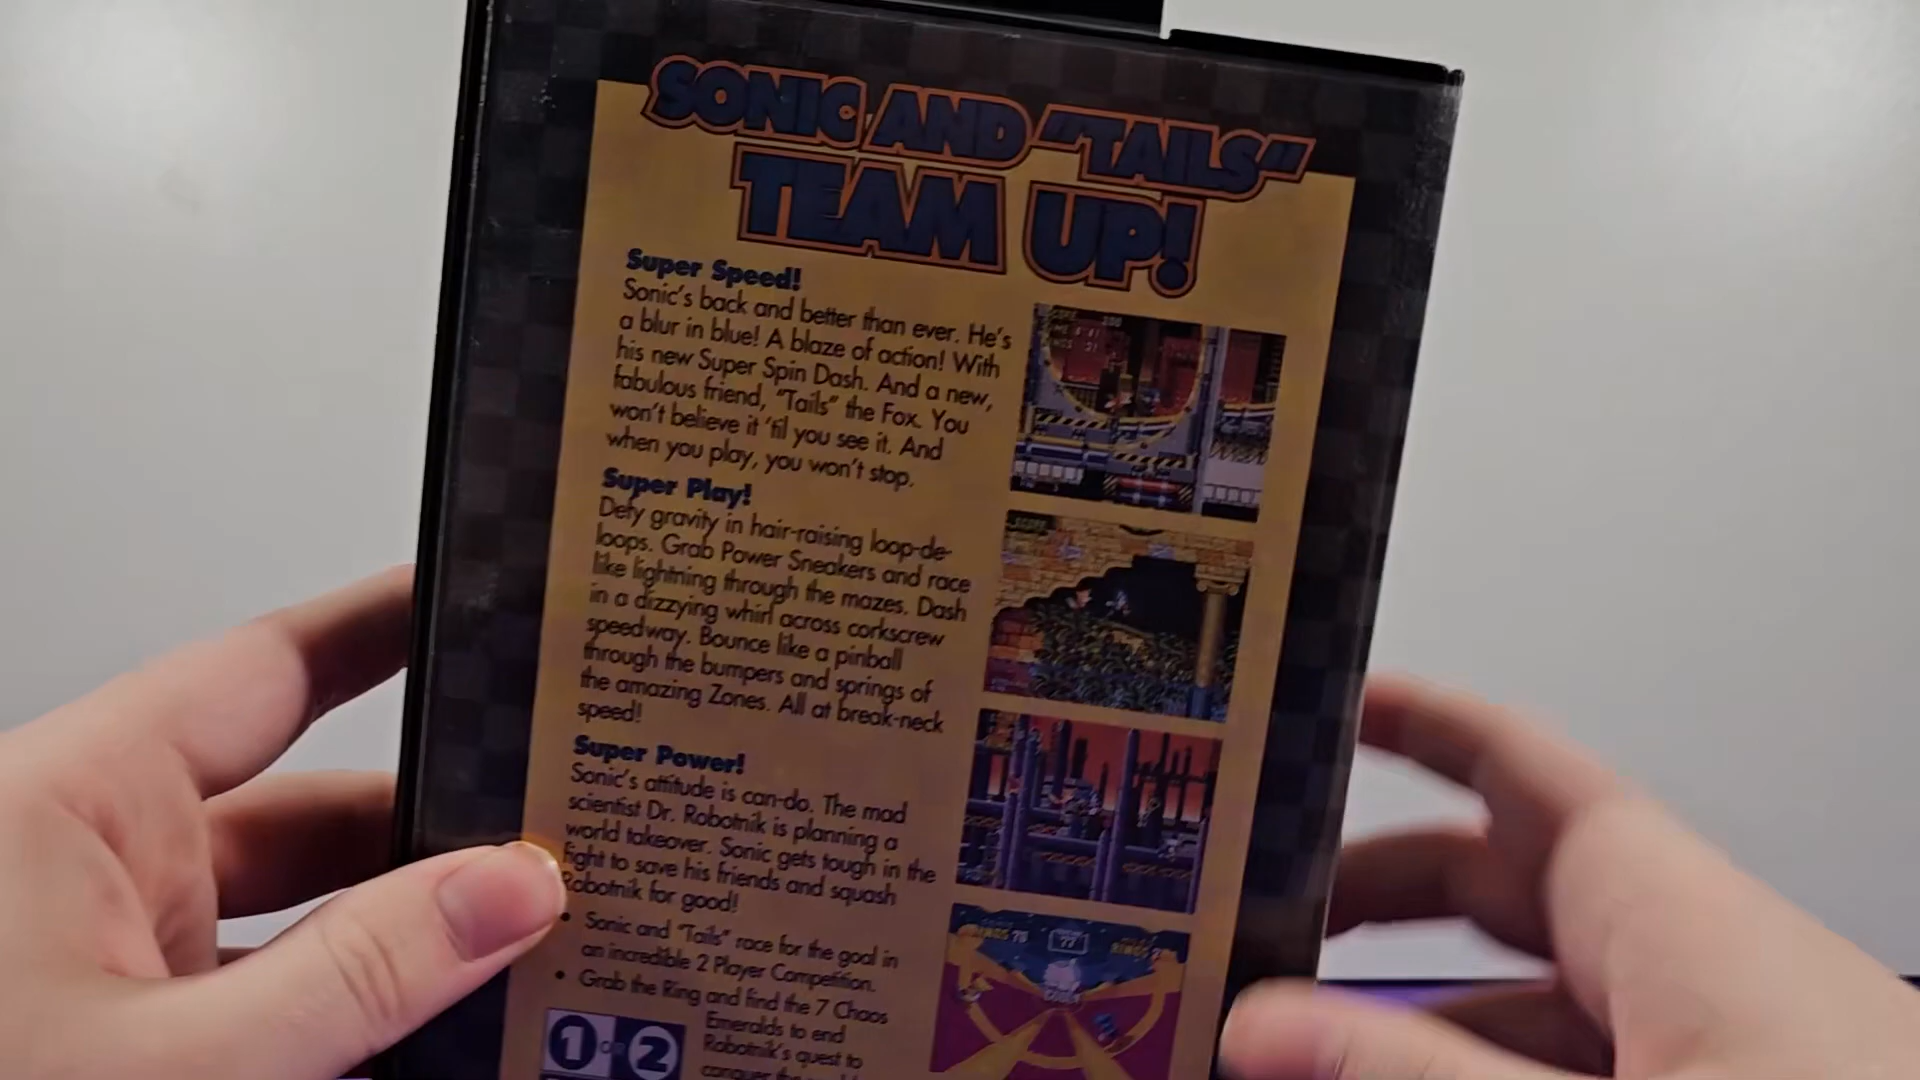 SONIC AND "TAILS"
TEAM UP!
Super Speed!
Sonic's back and better than ever. He's
a blur in blue! A blaze of action! With
his new Super Spin Dash. And a new,
fabulous friend, "Tails" the Fox. You
won't believe it 'til you see it. And
when you play, you won't stop.
Super Play!
Defy gravity in hair-raising loop-de-
loops. Grab Power Sneakers and race
like lightning through the mazes. Dash
in a dizzying whirl across corkscrew
speedway. Bounce like a pinball
through the bumpers and springs of
the amazing Zones. All at break-neck
speed!
Super Power!
Sonic's attitude is can-do. The mad
scientist Dr. Robotnik is planning a
world takeover. Sonic gets tough in the
fight to save his friends and squash
Robotnik for good!
• Sonic and "Tails" race for the goal in
an incredible 2 Player Competition.
• Grab the Ring and find the 7 Chaos
Emeralds to end
Robotnik's quest to
conquer the
1 OR 2